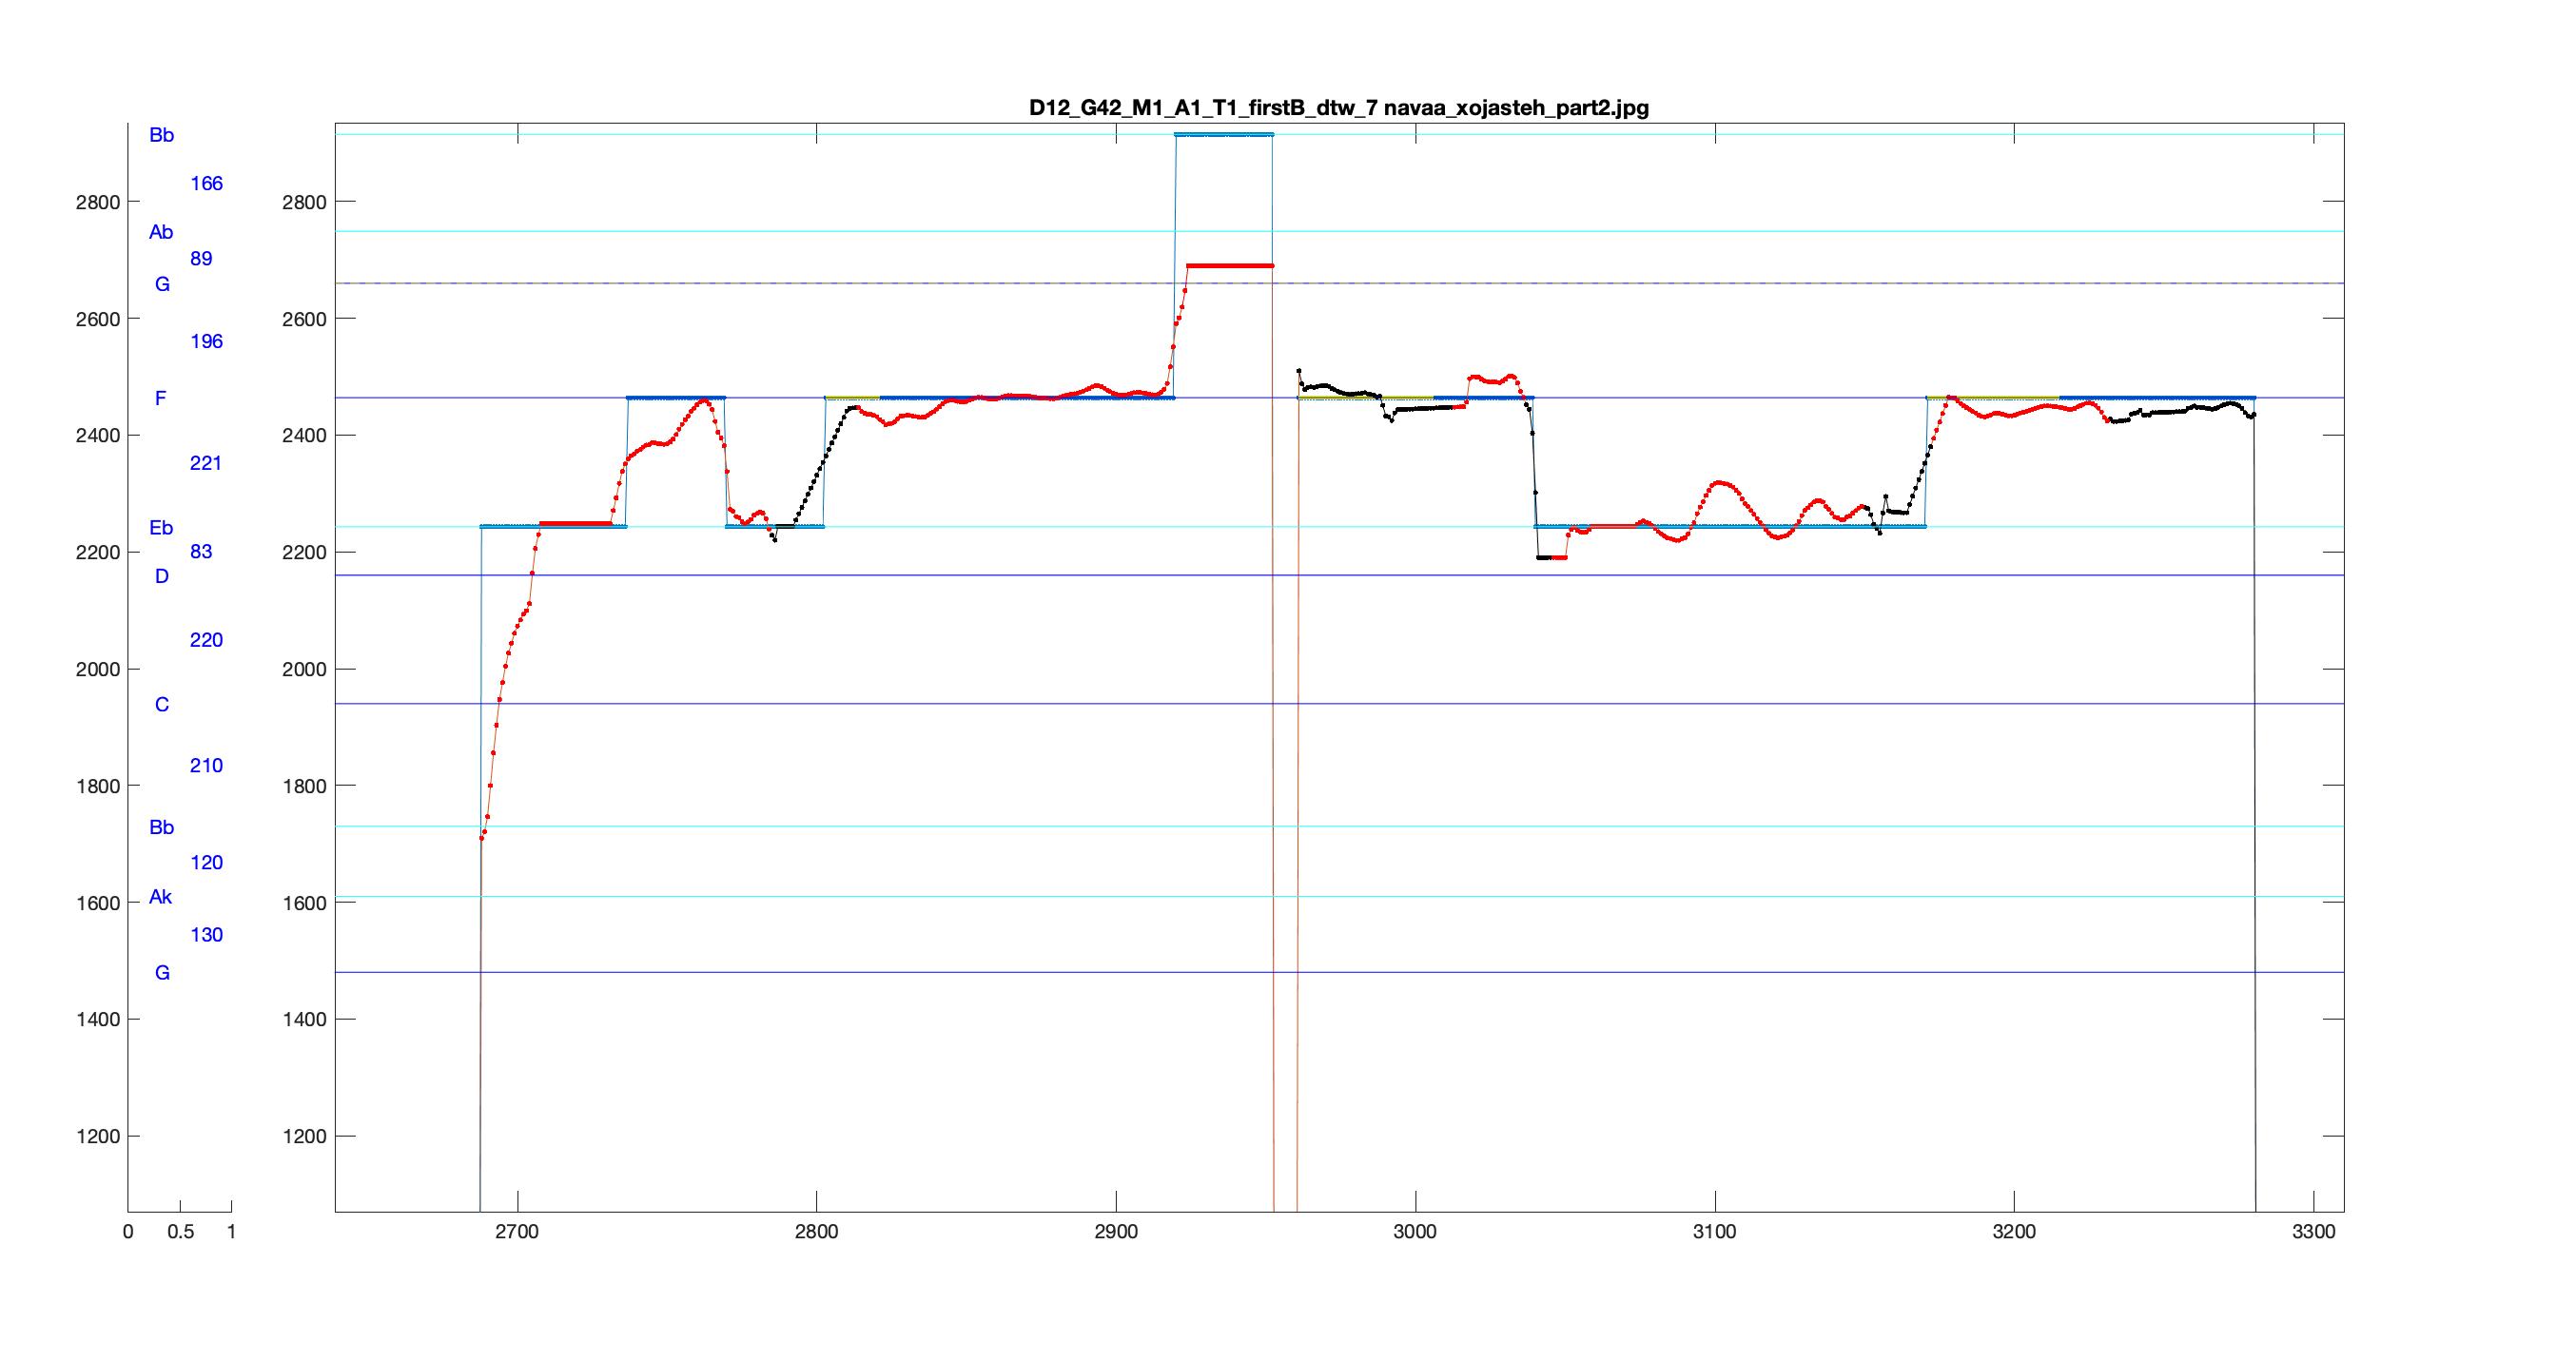 D12_G42_M1_A1_T1_firstB_dtw_7 navaa_xojasteh_part2.jpg
Bb
166
2800 Ab 2800
89
G
2600 2600
196
F
2400 2400
221
Eb
2200 83 2200
D
220
2000 2000
C
210
1800 1800
Bb
120
1600 Ak 1600
130
G
1400 1400
1200 1200
0 0.5 1 2700 2800 2900 3000 3100 3200 3300